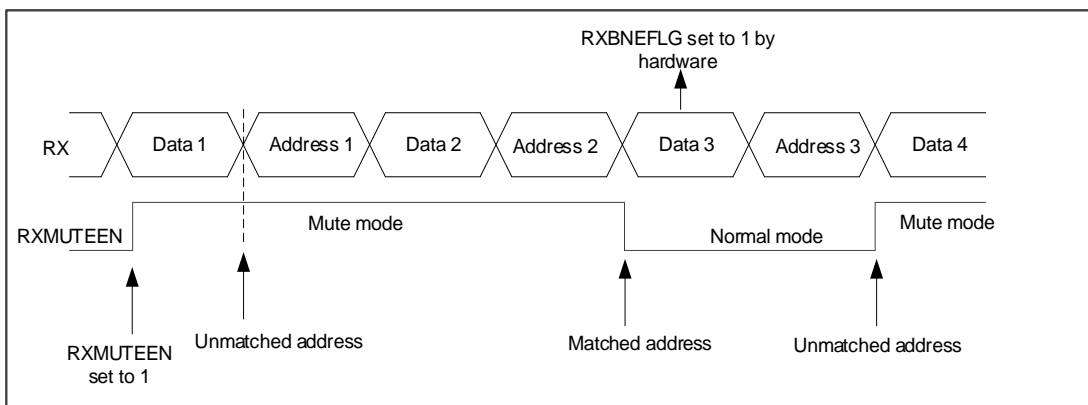 RXBNEFLG set to 1 by
hardware
RX
Data 1
Address 1
Data 2
Address 2
Data 3
Address 3
Data 4
RXMUTEEN
Mute mode
Normal mode
Mute mode
RXMUTEEN
set to 1
Unmatched address
Matched address
Unmatched address